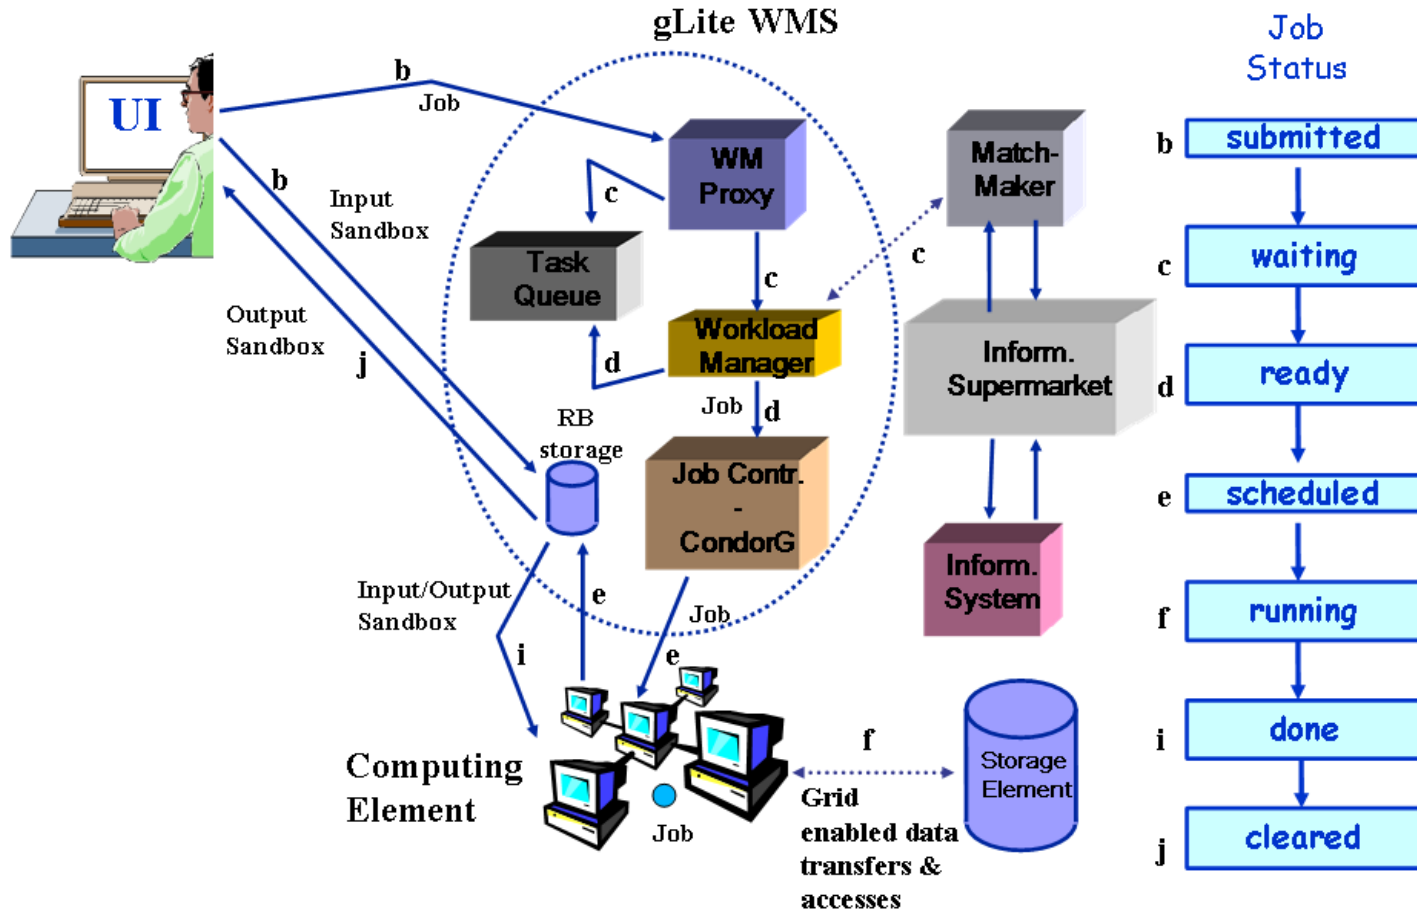 gLite WMS
Job
Status
UI
b
Job
WM
Proxy
Match-
Maker
b
submitted
b
Input
Sandbox
c
Task
Queue
c
c
c
waiting
Output
Sandbox
j
Workload
Manager
d
Job
d
Inform.
Supermarket
d
ready
RB
storage
Job Contr.
-
CondorG
e
scheduled
Inform.
System
Input/Output
Sandbox
e
Job
f
running
i
e
Computing
Element
Job
f
Storage
Element
Grid
enabled data
transfers &
accesses
i
done
j
cleared